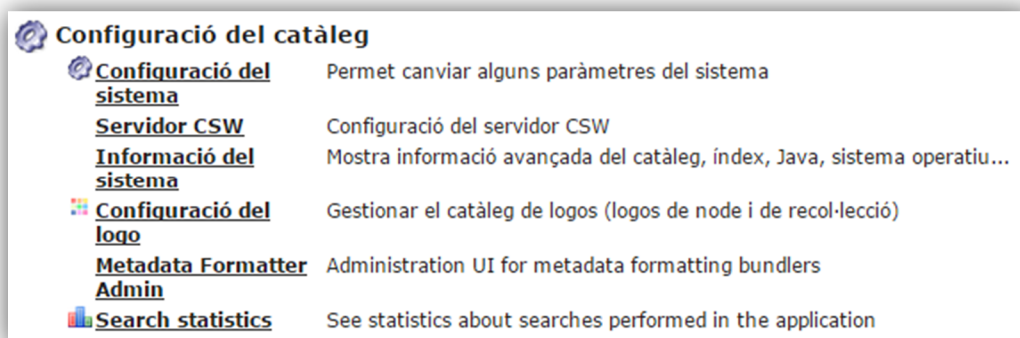 Configuració del catàleg
Configuració del Permet canviar alguns paràmetres del sistema
sistema
Servidor CSW Configuració del servidor CSW
Informació del Mostra informació avançada del catàleg, índex, Java, sistema operatiu...
sistema
Configuració del Gestionar el catàleg de logos (logos de node i de recol·lecció)
logo
Metadata Formatter Administration UI for metadata formatting bundlers
Admin
Search statistics See statistics about searches performed in the application